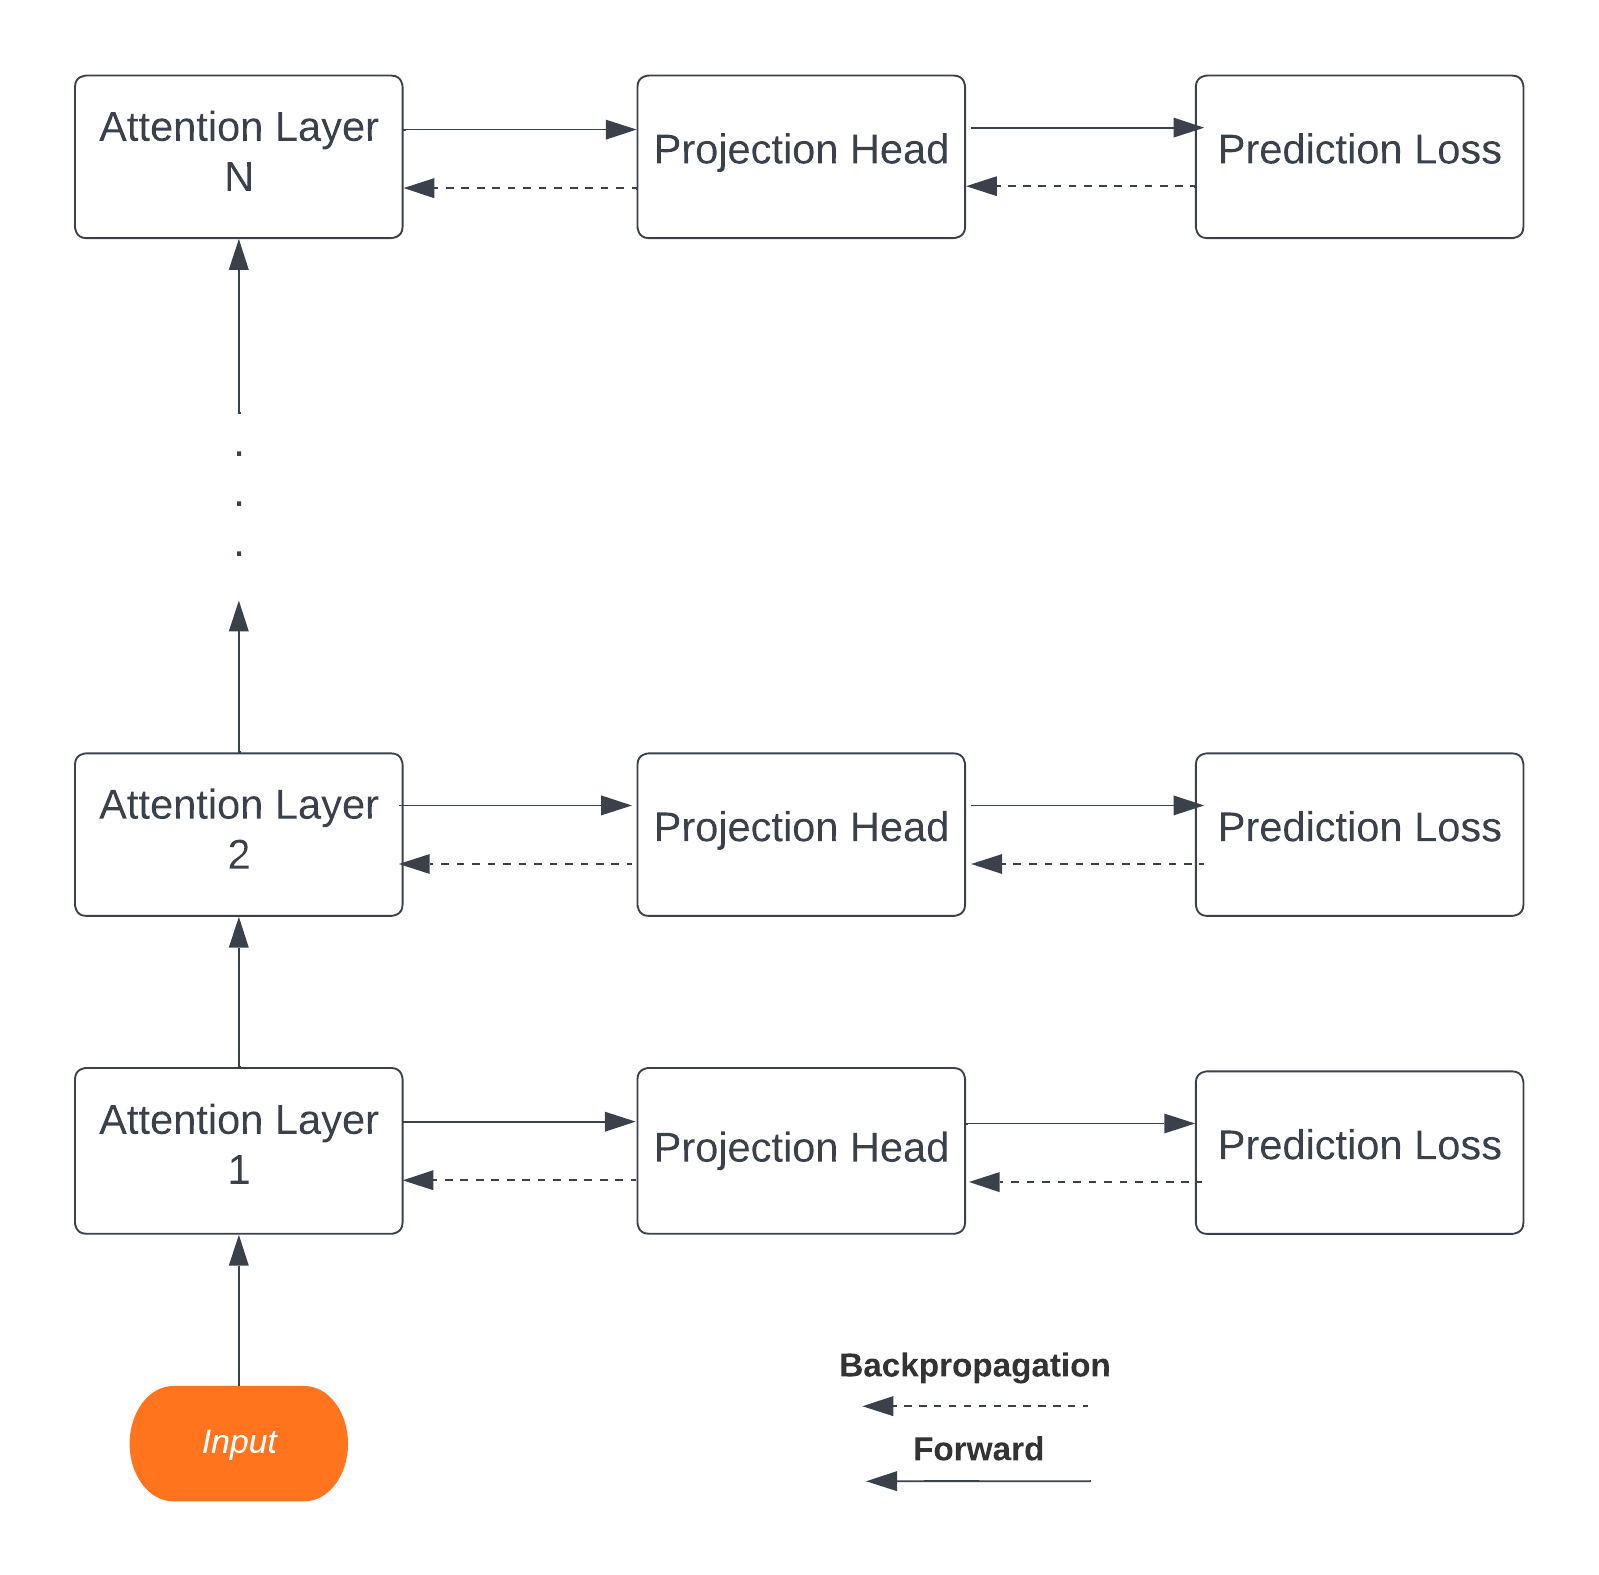 Attention Layer
N
Projection Head
Prediction Loss
.
.
.
Attention Layer
2
Projection Head
Prediction Loss
Attention Layer
1
Projection Head
Prediction Loss
Backpropagation
Forward
Input